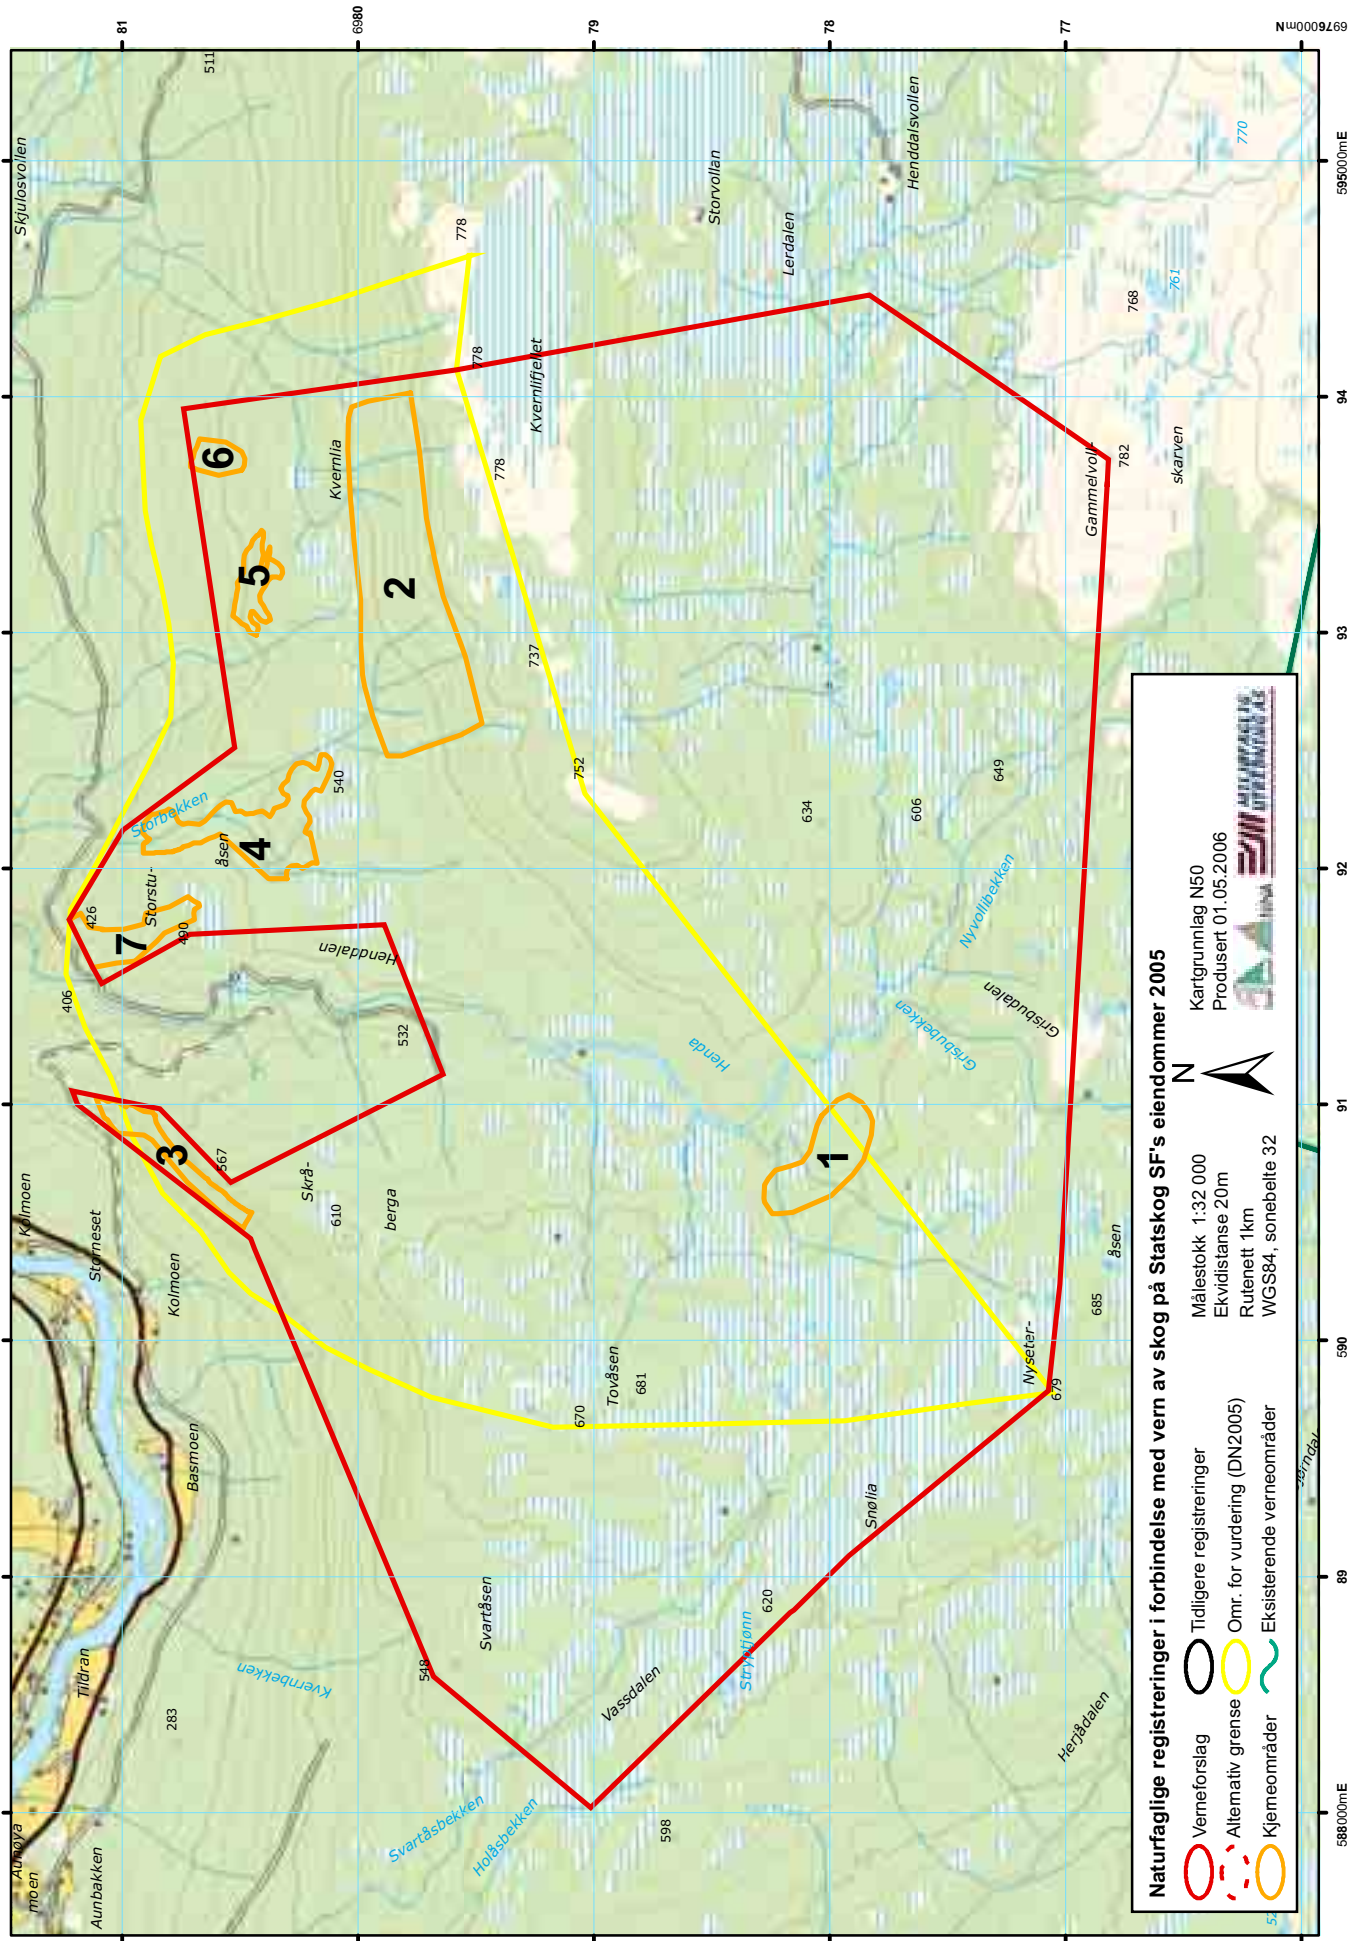 81
6980
79
78
77
6976000mN
595000mE
94
93
92
91
590
89
588000mE
Skjulosvollen
511
778
Storvollan
Henddalsvollen
770
Lerdalen
761
768
778
Kvernlifjellet
778
Kvernlia
6
5
2
Gammelvoll-
skarven
782
737
752
Storbekken
540
åsen
4
Storstu-
426
490
7
Henddalen
406
532
634
606
649
Nyvollibekken
Grisbudalen
Grisbubekken
Henda
3
567
Skrå-
berga
610
1
Kolmoen
Storneset
Kolmoen
åsen
685
Nyseter-
679
Tovåsen
681
670
Basmoen
Snølia
620
Svartåsen
548
Tildran
Kvernbekken
283
Vassdalen
Herjådalen
Svartåsbekken
Holåsbekken
598
moen
Aunbakken
Naturfaglige registreringer i forbindelse med vern av skog på Statskog SF's eiendommer 2005
Verneforslag
Alternativ grense
Kjerneområder
Tidligere registreringer
Omr. for vurdering (DN2005)
Eksisterende verneområder
Målestokk 1:32 000
Ekvidistanse 20m
Rutenett 1km
WGS84, sonebelte 32
N
Kartgrunnlag N50
Produsert 01.05.2006